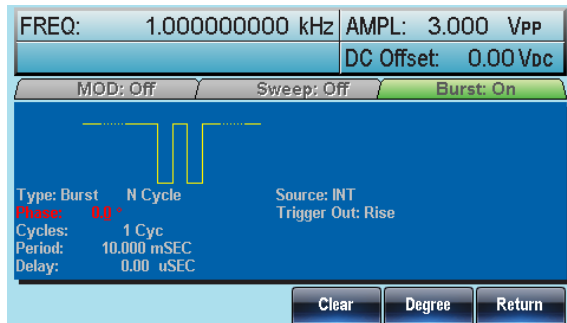 FREQ: 1.000000000 kHz AMPL: 3.000 VPP
DC Offset: 0.00 VDC
MOD: Off Sweep: Off Burst: On
Type: Burst N Cycle Source: INT
Phase: 0.0 ° Trigger Out: Rise
Cycles: 1 Cyc
Period: 10.000 mSEC
Delay: 0.00 uSEC
Clear Degree Return